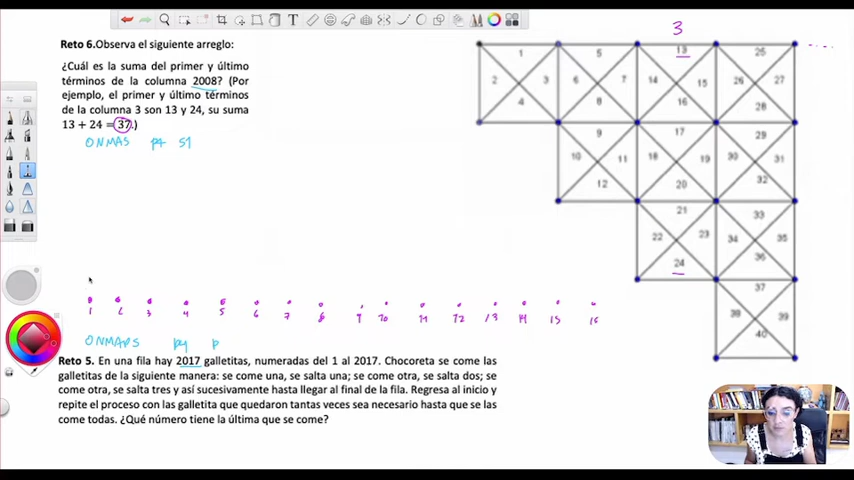 Reto 6.Observa el siguiente arreglo:
¿Cuál es la suma del primer y último
términos de la columna 2008? (Por
ejemplo, el primer y último términos
de la columna 3 son 13 y 24, su suma
13 + 24 = 37.)
ONMAS p4 51
3
1 5 13 25
2 3 6 7 14 15 26 27
4 8 16 28
9 17 29
10 11 18 19 30 31
12 20 32
21 33
22 23 34 35
24 36
37
38 39
40
1 2 3 4 5 6 7 8 9 10 11 12 13 14 15 16
ONMAPS p4 p
Reto 5. En una fila hay 2017 galletitas, numeradas del 1 al 2017. Chocoreta se come las
galletitas de la siguiente manera: se come una, se salta una; se come otra, se salta dos; se
come otra, se salta tres y así sucesivamente hasta llegar al final de la fila. Regresa al inicio y
repite el proceso con las galletita que quedaron tantas veces sea necesario hasta que se las
come todas. ¿Qué número tiene la última que se come?